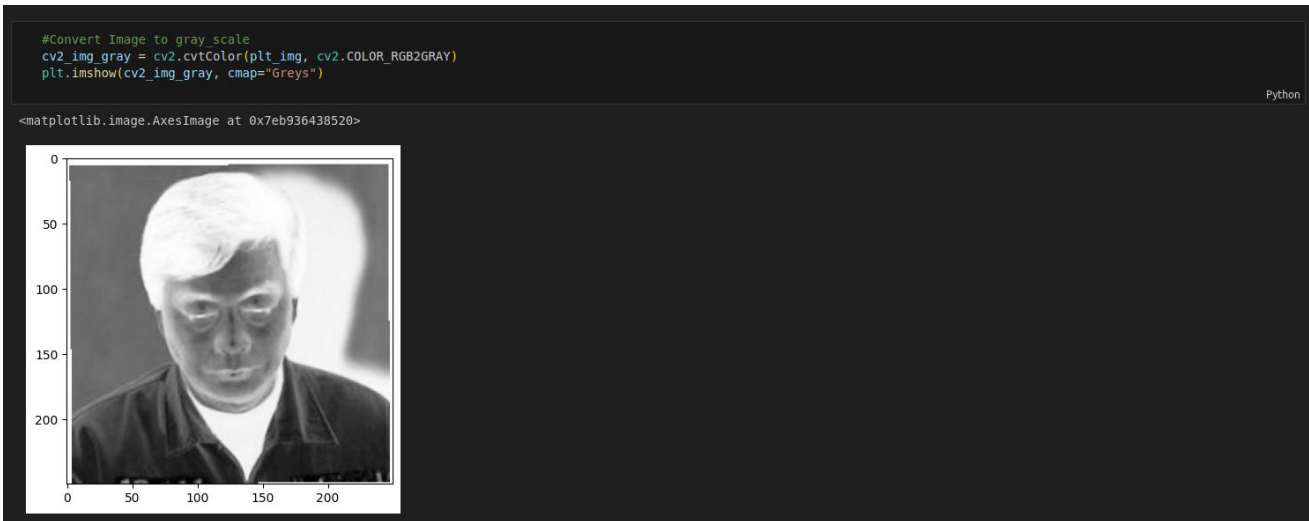 #Convert Image to gray_scale
cv2_img_gray = cv2.cvtColor(plt_img, cv2.COLOR_RGB2GRAY)
plt.imshow(cv2_img_gray, cmap="Greys")
Python
<matplotlib.image.AxesImage at 0x7eb936438520>
0
50
100
150
200
0 50 100 150 200